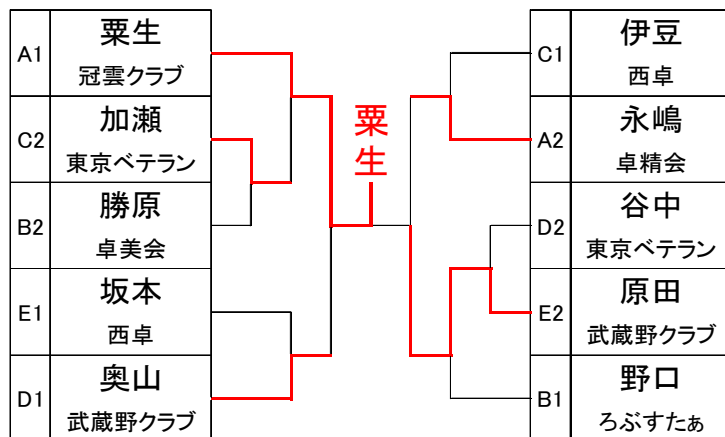 A1
粟生
冠雲クラブ
C2
加瀬
東京ベテラン
B2
勝原
卓美会
E1
坂本
西卓
D1
奥山
武蔵野クラブ
粟生
C1
伊豆
西卓
A2
永嶋
卓精会
D2
谷中
東京ベテラン
E2
原田
武蔵野クラブ
B1
野口
ろぶすたぁ